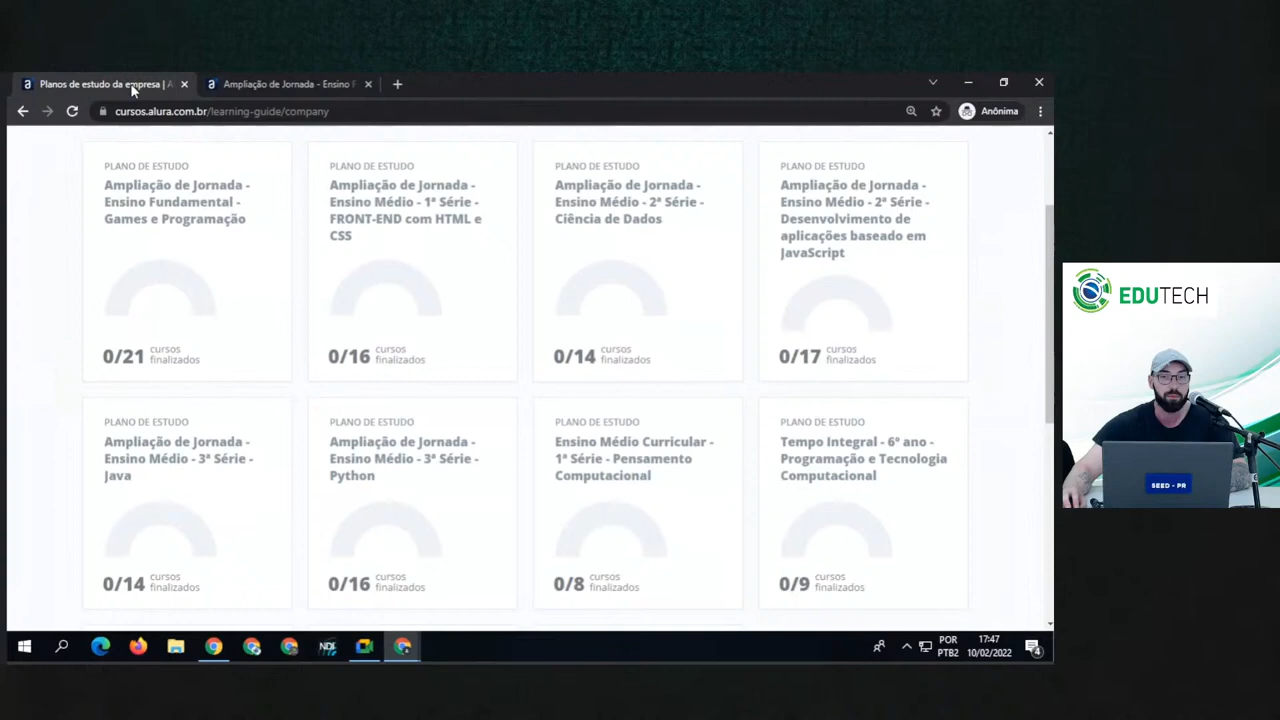 Planos de estudo da empresa | A
Ampliação de Jornada - Ensino F
cursos.alura.com.br/learning-guide/company
Anônima
PLANO DE ESTUDO
Ampliação de Jornada -
Ensino Fundamental -
Games e Programação
0/21 cursos
finalizados
PLANO DE ESTUDO
Ampliação de Jornada -
Ensino Médio - 1ª Série -
FRONT-END com HTML e
CSS
0/16 cursos
finalizados
PLANO DE ESTUDO
Ampliação de Jornada -
Ensino Médio - 2ª Série -
Ciência de Dados
0/14 cursos
finalizados
PLANO DE ESTUDO
Ampliação de Jornada -
Ensino Médio - 2ª Série -
Desenvolvimento de
aplicações baseado em
JavaScript
0/17 cursos
finalizados
PLANO DE ESTUDO
Ampliação de Jornada -
Ensino Médio - 3ª Série -
Java
0/14 cursos
finalizados
PLANO DE ESTUDO
Ampliação de Jornada -
Ensino Médio - 3ª Série -
Python
0/16 cursos
finalizados
PLANO DE ESTUDO
Ensino Médio Curricular -
1ª Série - Pensamento
Computacional
0/8 cursos
finalizados
PLANO DE ESTUDO
Tempo Integral - 6º ano -
Programação e Tecnologia
Computacional
0/9 cursos
finalizados
EDUTECH
SEED - PR
NDI
POR
PTB2
17:47
10/02/2022
4